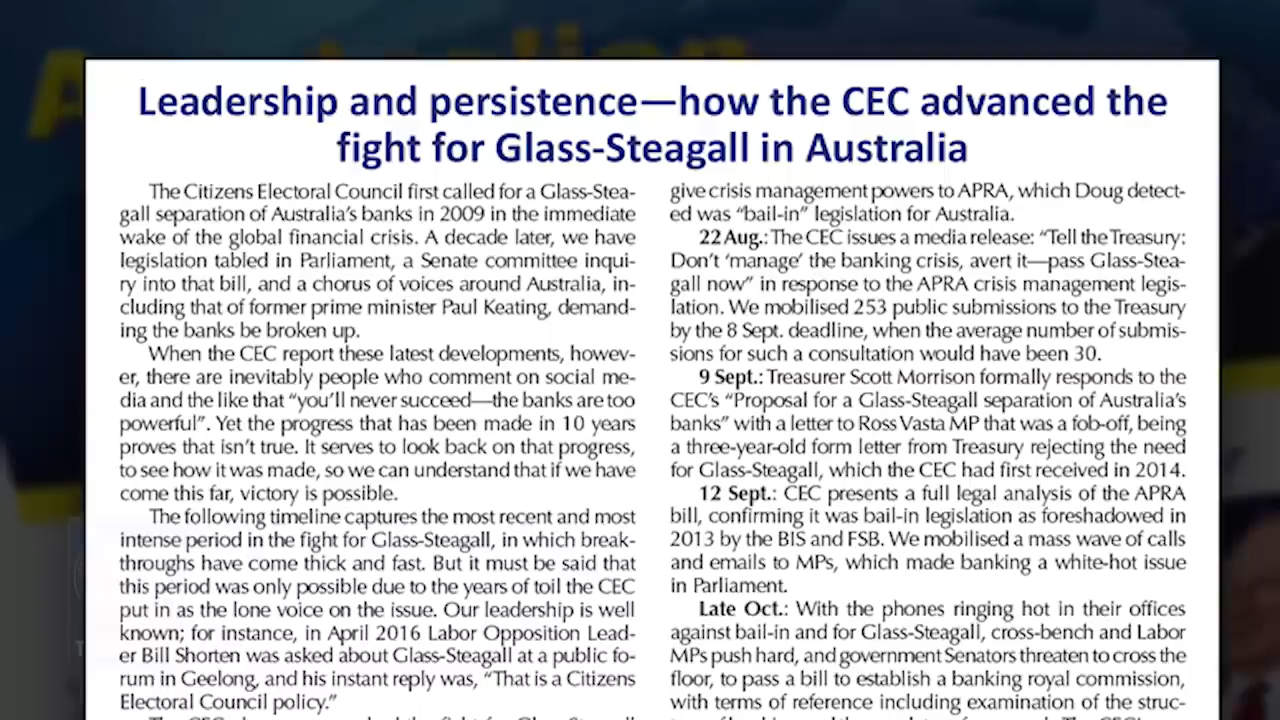 Leadership and persistence—how the CEC advanced the
fight for Glass-Steagall in Australia
The Citizens Electoral Council first called for a Glass-Stea-
gall separation of Australia's banks in 2009 in the immediate
wake of the global financial crisis. A decade later, we have
legislation tabled in Parliament, a Senate committee inqui-
ry into that bill, and a chorus of voices around Australia, in-
cluding that of former prime minister Paul Keating, demand-
ing the banks be broken up.
When the CEC report these latest developments, howev-
er, there are inevitably people who comment on social me-
dia and the like that “you'll never succeed—the banks are too
powerful”. Yet the progress that has been made in 10 years
proves that isn't true. It serves to look back on that progress,
to see how it was made, so we can understand that if we have
come this far, victory is possible.
The following timeline captures the most recent and most
intense period in the fight for Glass-Steagall, in which break-
throughs have come thick and fast. But it must be said that
this period was only possible due to the years of toil the CEC
put in as the lone voice on the issue. Our leadership is well
known; for instance, in April 2016 Labor Opposition Lead-
er Bill Shorten was asked about Glass-Steagall at a public fo-
rum in Geelong, and his instant reply was, “That is a Citizens
Electoral Council policy.”
give crisis management powers to APRA, which Doug detect-
ed was “bail-in” legislation for Australia.
22 Aug.: The CEC issues a media release: “Tell the Treasury:
Don't ‘manage’ the banking crisis, avert it—pass Glass-Stea-
gall now” in response to the APRA crisis management legis-
lation. We mobilised 253 public submissions to the Treasury
by the 8 Sept. deadline, when the average number of submis-
sions for such a consultation would have been 30.
9 Sept.: Treasurer Scott Morrison formally responds to the
CEC's “Proposal for a Glass-Steagall separation of Australia's
banks” with a letter to Ross Vasta MP that was a fob-off, being
a three-year-old form letter from Treasury rejecting the need
for Glass-Steagall, which the CEC had first received in 2014.
12 Sept.: CEC presents a full legal analysis of the APRA
bill, confirming it was bail-in legislation as foreshadowed in
2013 by the BIS and FSB. We mobilised a mass wave of calls
and emails to MPs, which made banking a white-hot issue
in Parliament.
Late Oct.: With the phones ringing hot in their offices
against bail-in and for Glass-Steagall, cross-bench and Labor
MPs push hard, and government Senators threaten to cross the
floor, to pass a bill to establish a banking royal commission,
with terms of reference including examination of the struc-